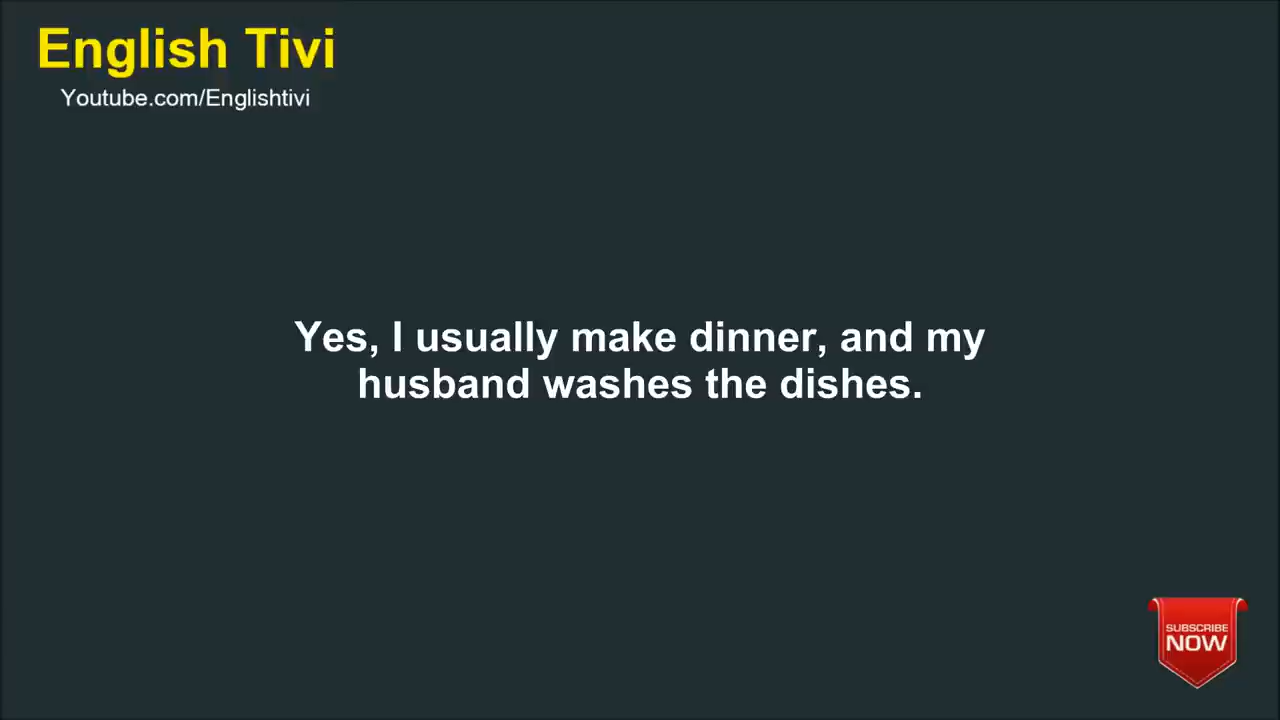 English Tivi
Youtube.com/Englishtivi
Yes, I usually make dinner, and my
husband washes the dishes.
SUBSCRIBE
NOW